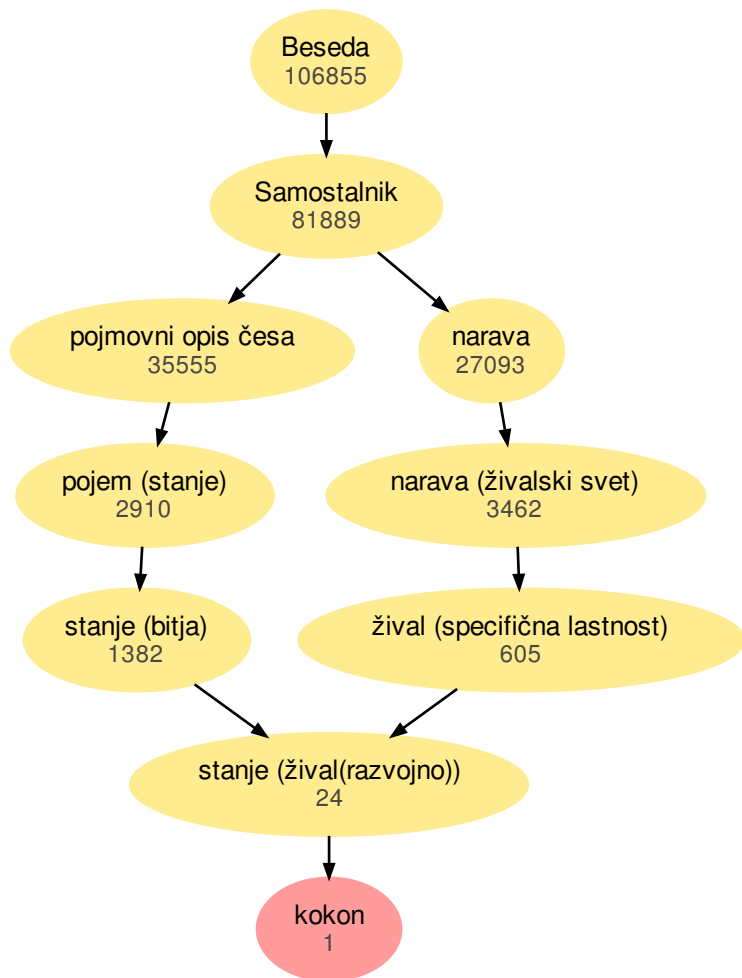 Beseda
106855
Samostalnik
81889
pojmovni opis česa
35555
narava
27093
pojem (stanje)
2910
narava (živalski svet)
3462
stanje (bitja)
1382
žival (specifična lastnost)
605
stanje (žival(razvojno))
24
kokon
1